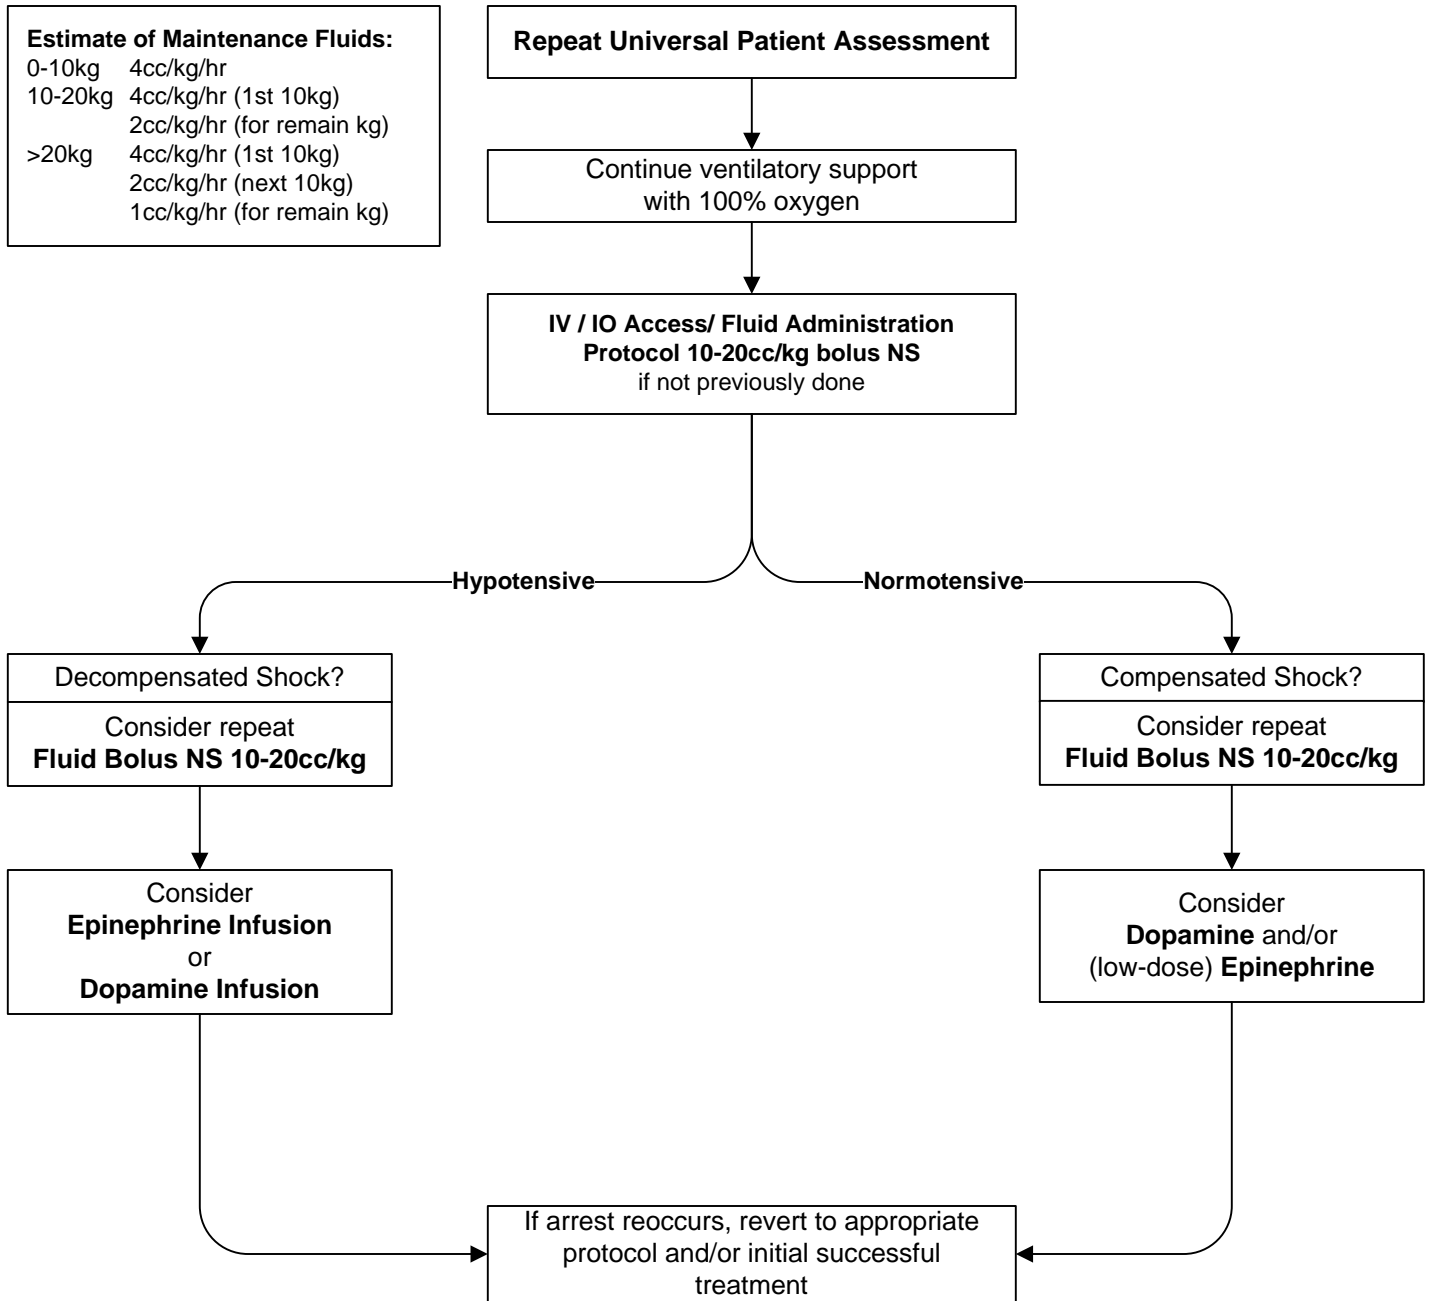 Estimate of Maintenance Fluids:
0-10kg 4cc/kg/hr
10-20kg 4cc/kg/hr (1st 10kg)
2cc/kg/hr (for remain kg)
>20kg 4cc/kg/hr (1st 10kg)
2cc/kg/hr (next 10kg)
1cc/kg/hr (for remain kg)
Repeat Universal Patient Assessment
Continue ventilatory support
with 100% oxygen
IV / IO Access/ Fluid Administration
Protocol 10-20cc/kg bolus NS
if not previously done
Hypotensive
Normotensive
Decompensated Shock?
Consider repeat
Fluid Bolus NS 10-20cc/kg
Consider
Epinephrine Infusion
or
Dopamine Infusion
Compensated Shock?
Consider repeat
Fluid Bolus NS 10-20cc/kg
Consider
Dopamine and/or
(low-dose) Epinephrine
If arrest reoccurs, revert to appropriate
protocol and/or initial successful
treatment